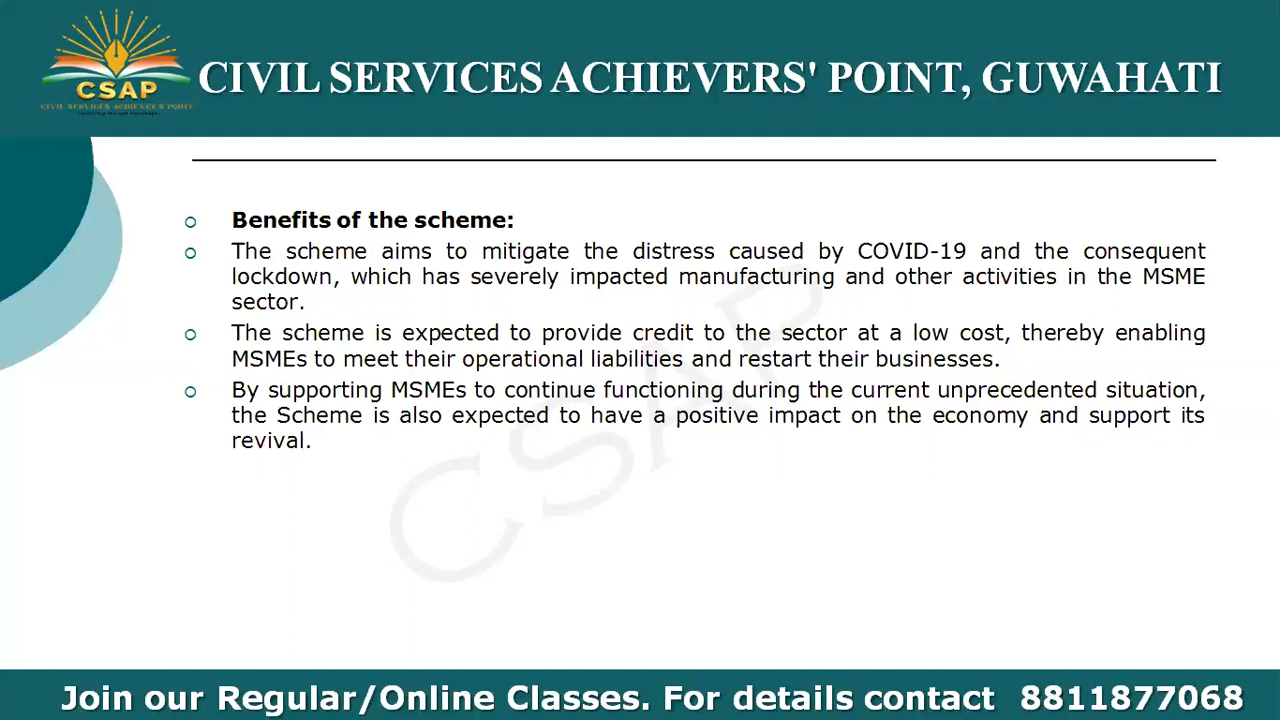 CSAP
CIVIL SERVICES ACHIEVER'S POINT
CIVIL SERVICES ACHIEVERS' POINT, GUWAHATI
Benefits of the scheme:
The scheme aims to mitigate the distress caused by COVID-19 and the consequent
lockdown, which has severely impacted manufacturing and other activities in the MSME
sector.
The scheme is expected to provide credit to the sector at a low cost, thereby enabling
MSMEs to meet their operational liabilities and restart their businesses.
By supporting MSMEs to continue functioning during the current unprecedented situation,
the Scheme is also expected to have a positive impact on the economy and support its
revival.
CSAP
Join our Regular/Online Classes. For details contact 8811877068